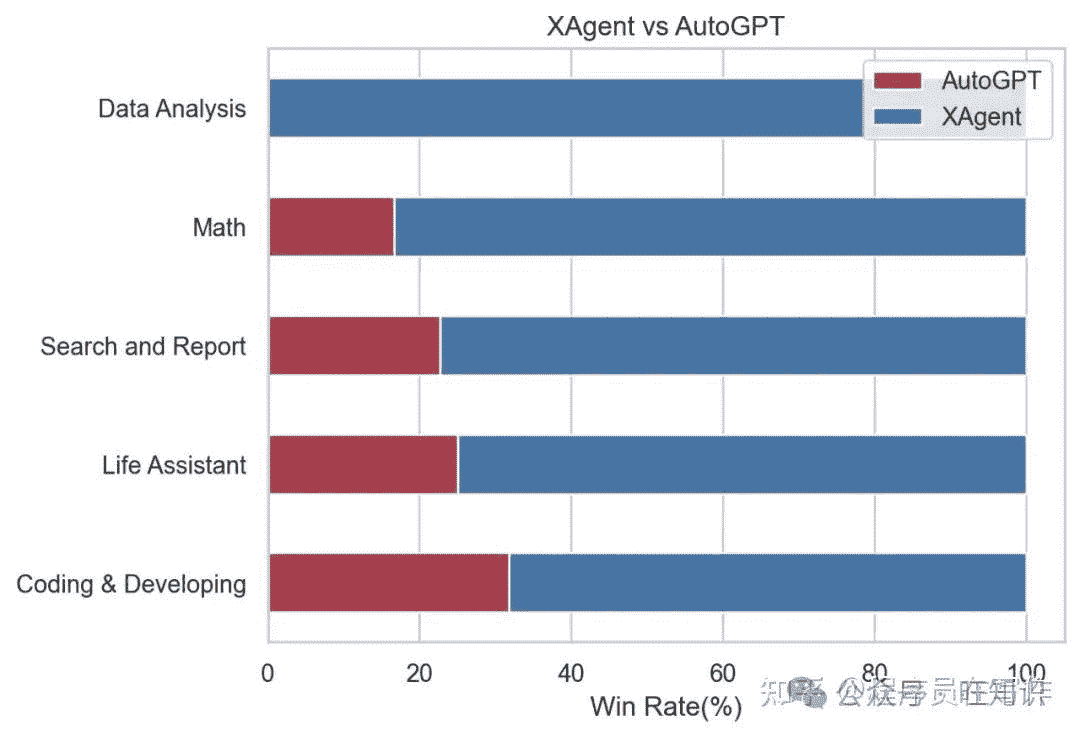 XAgent vs AutoGPT
AutoGPT
XAgent
Data Analysis
Math
Search and Report
Life Assistant
Coding & Developing
0 20 40 60 80 100
Win Rate(%)